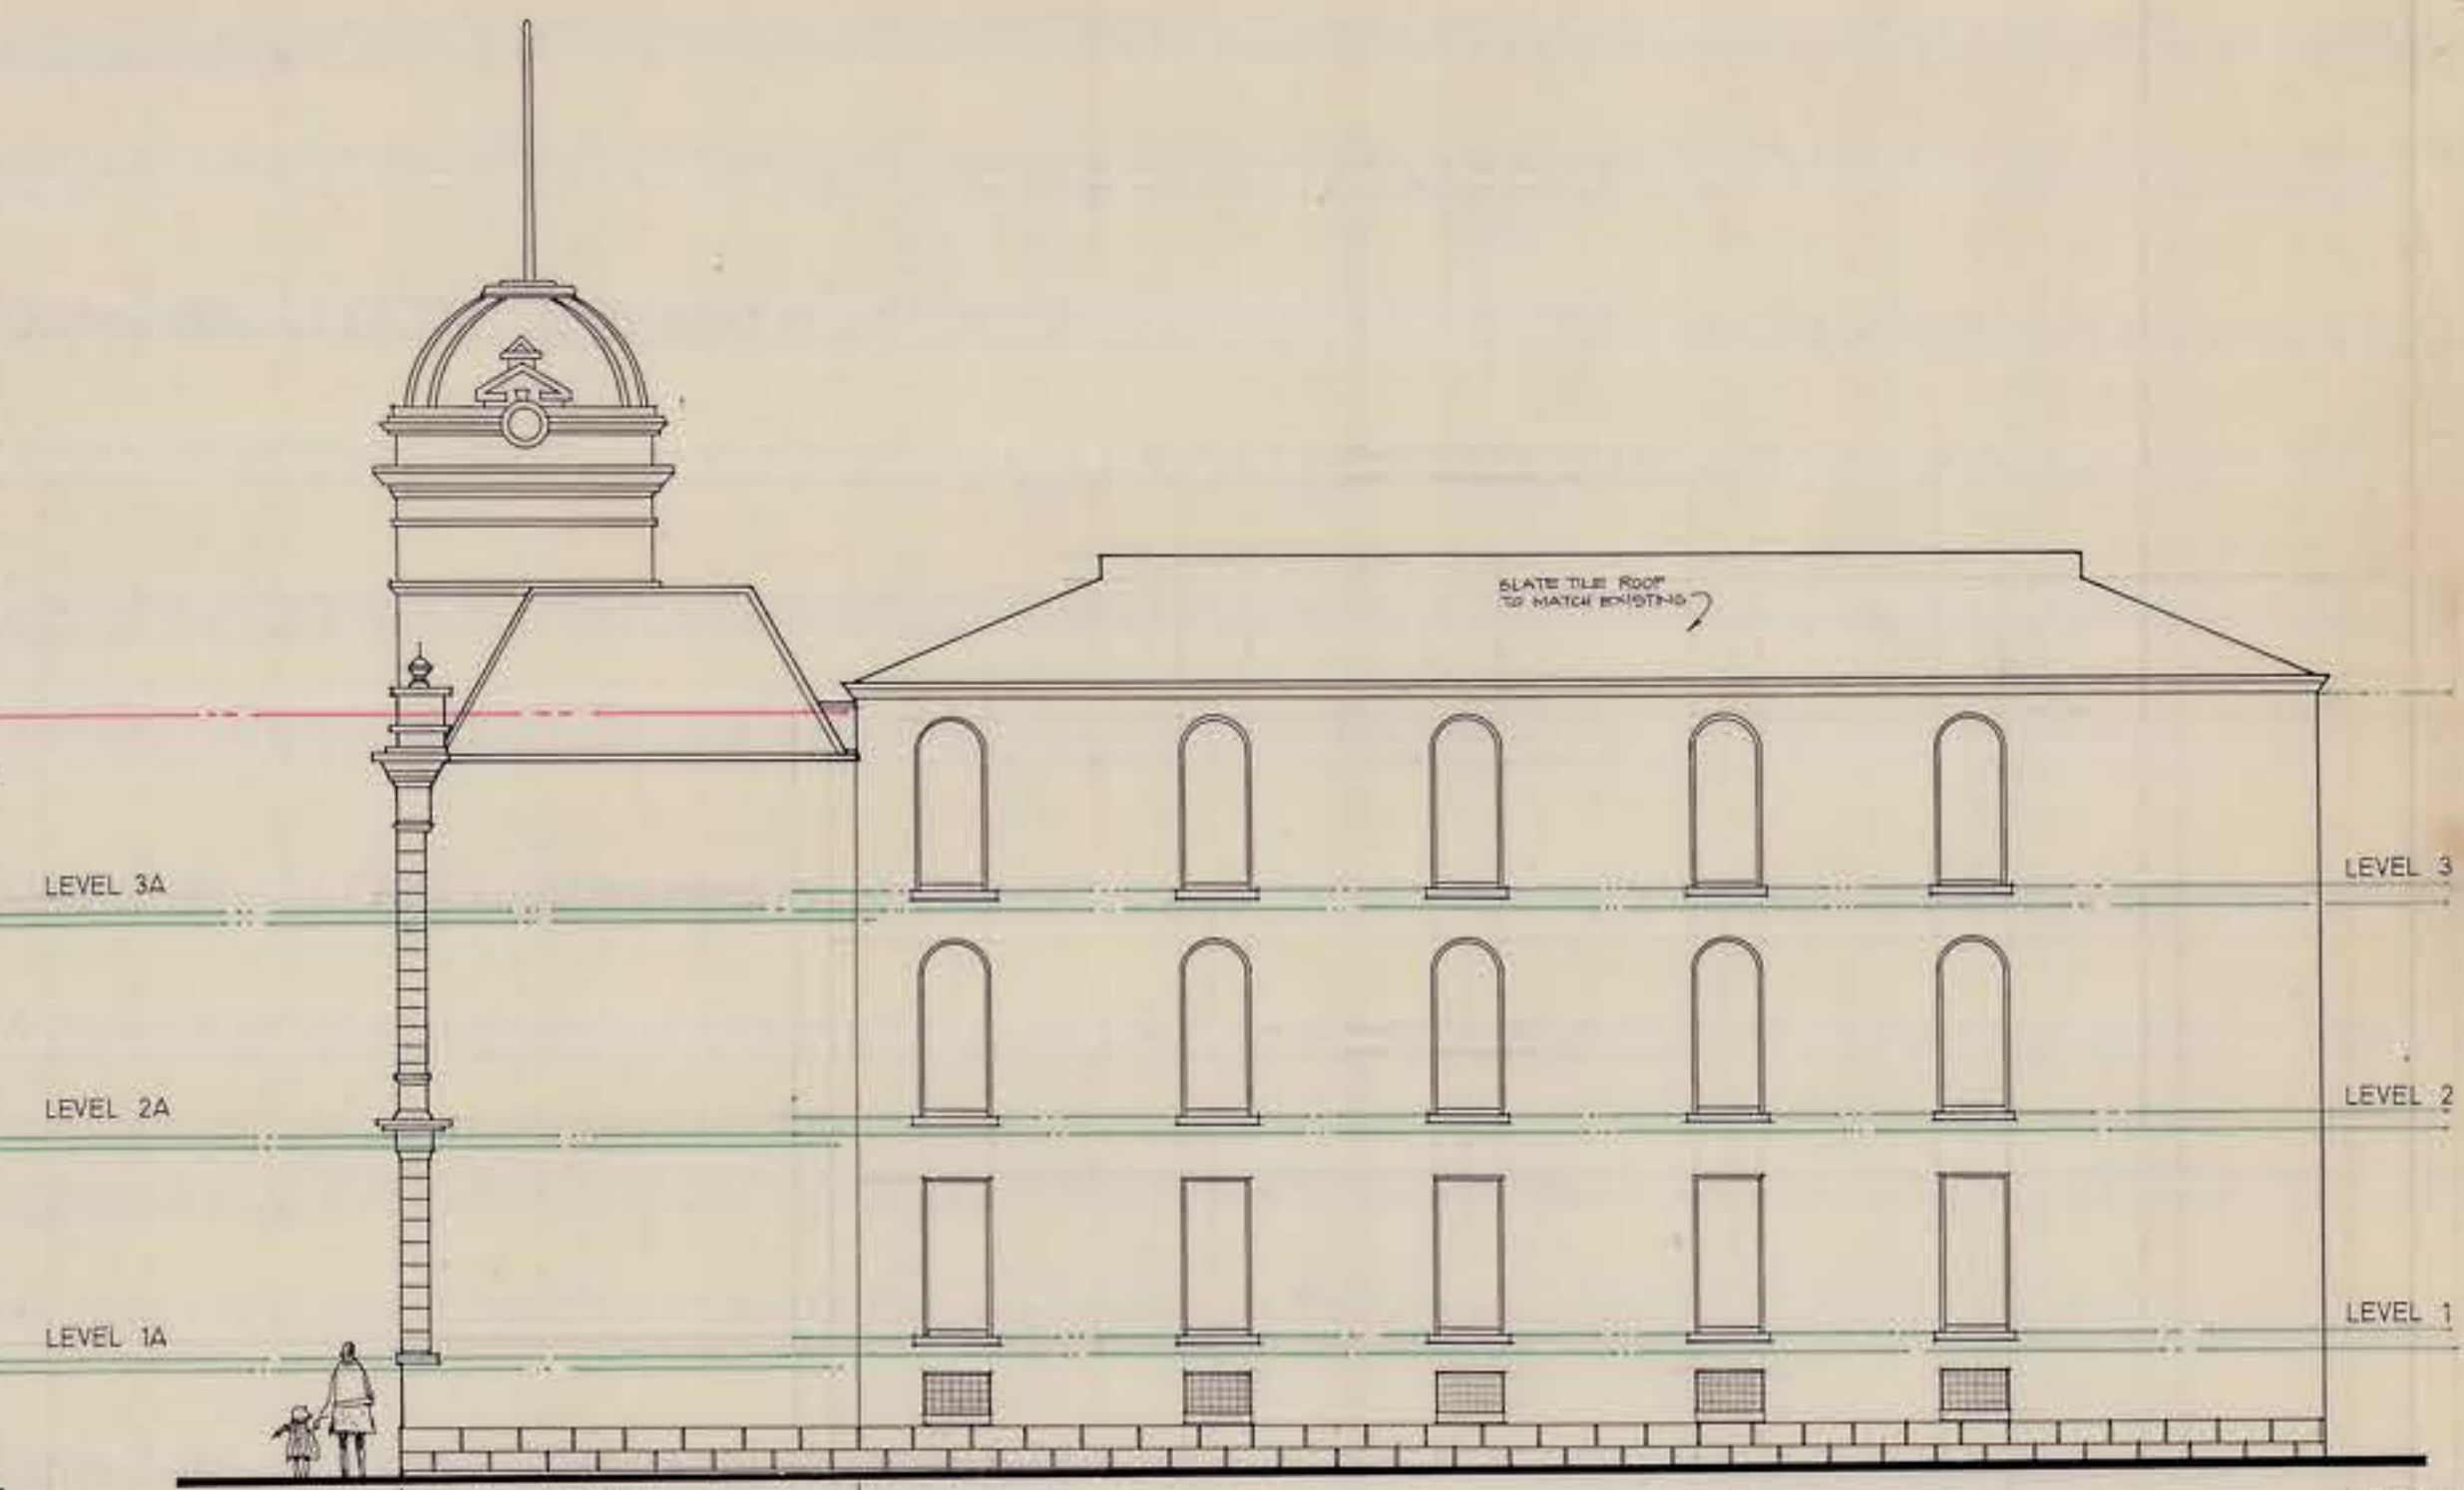 SLATE TILE ROOF
TO MATCH EXISTING
LEVEL 3A
LEVEL 3
LEVEL 2A
LEVEL 2
LEVEL 1A
LEVEL 1